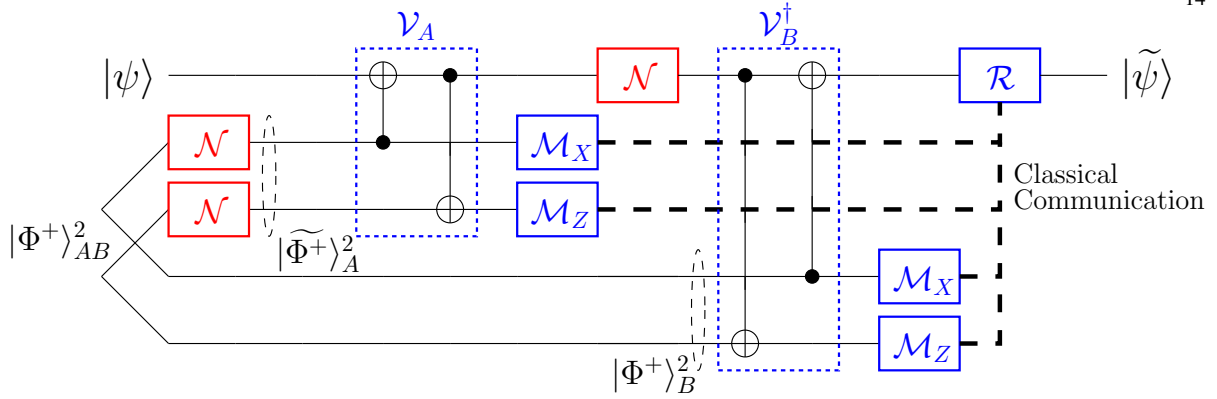 14
𝒱_A
𝒱_B^†
|ψ⟩
𝒩
ℛ
|ψ̃⟩
𝒩
ℳ_X
𝒩
ℳ_Z
Classical
Communication
|Φ⁺⟩²_AB
|Φ̃⁺⟩²_A
ℳ_X
ℳ_Z
|Φ⁺⟩²_B